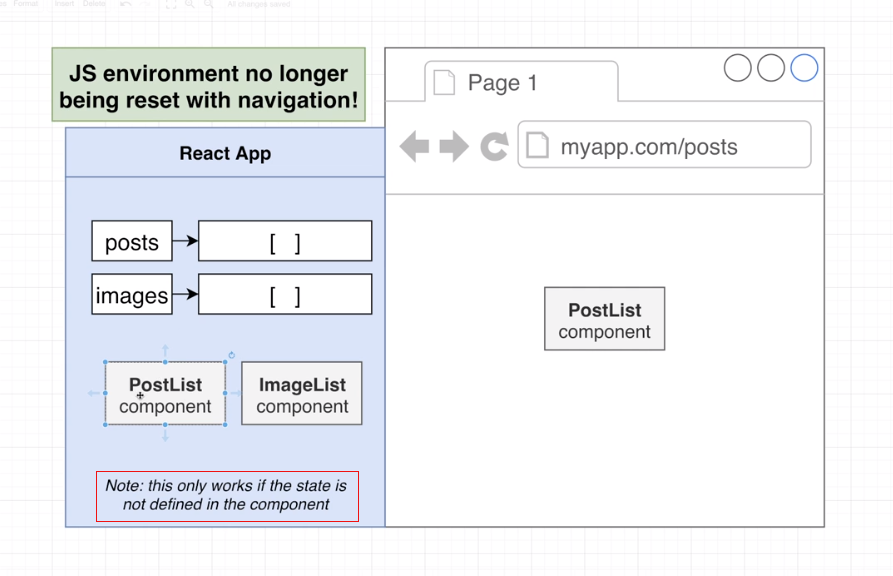 Format Insert Delete All changes saved
JS environment no longer
being reset with navigation!
Page 1
React App
myapp.com/posts
posts
[ ]
images
[ ]
PostList
component
PostList
component
ImageList
component
Note: this only works if the state is
not defined in the component